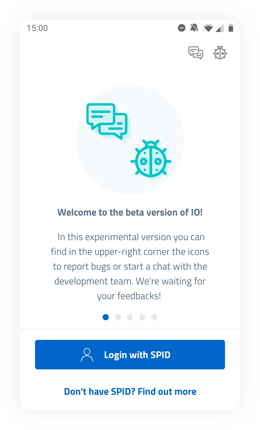 15:00
Welcome to the beta version of IO!
In this experimental version you can
find in the upper-right corner the icons
to report bugs or start a chat with the
development team. We're waiting for
your feedbacks!
Login with SPID
Don't have SPID? Find out more